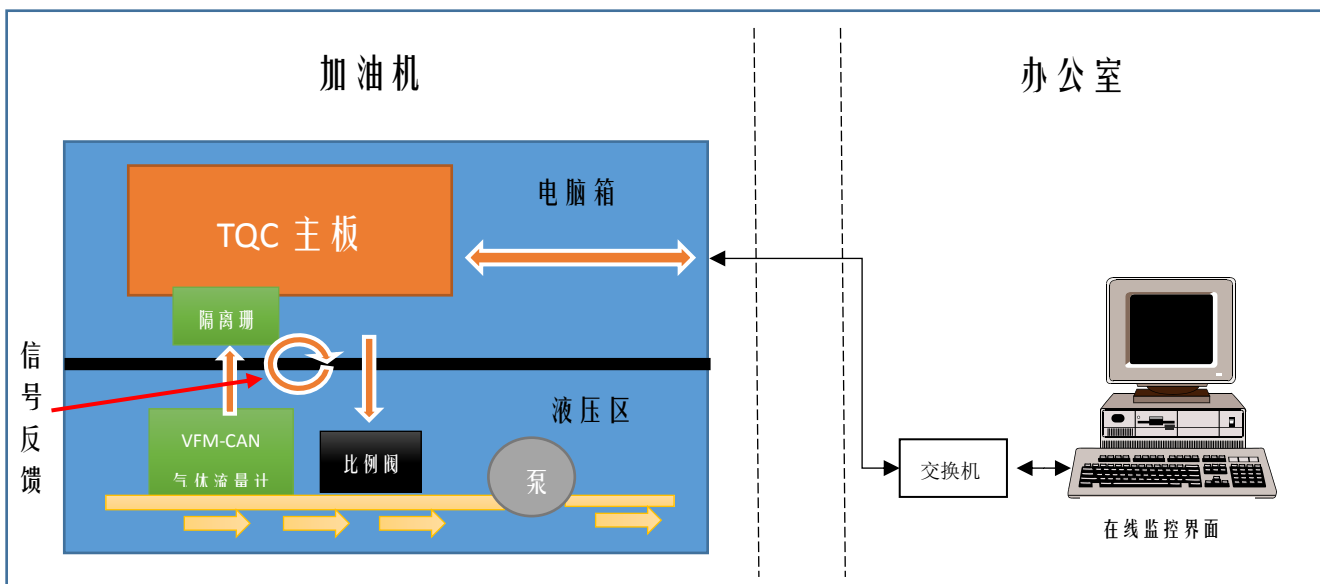 加油机
办公室
电脑箱
TQC 主板
隔离珊
信号反馈
液压区
VFM-CAN
气体流量计
比例阀
泵
交换机
在线监控界面